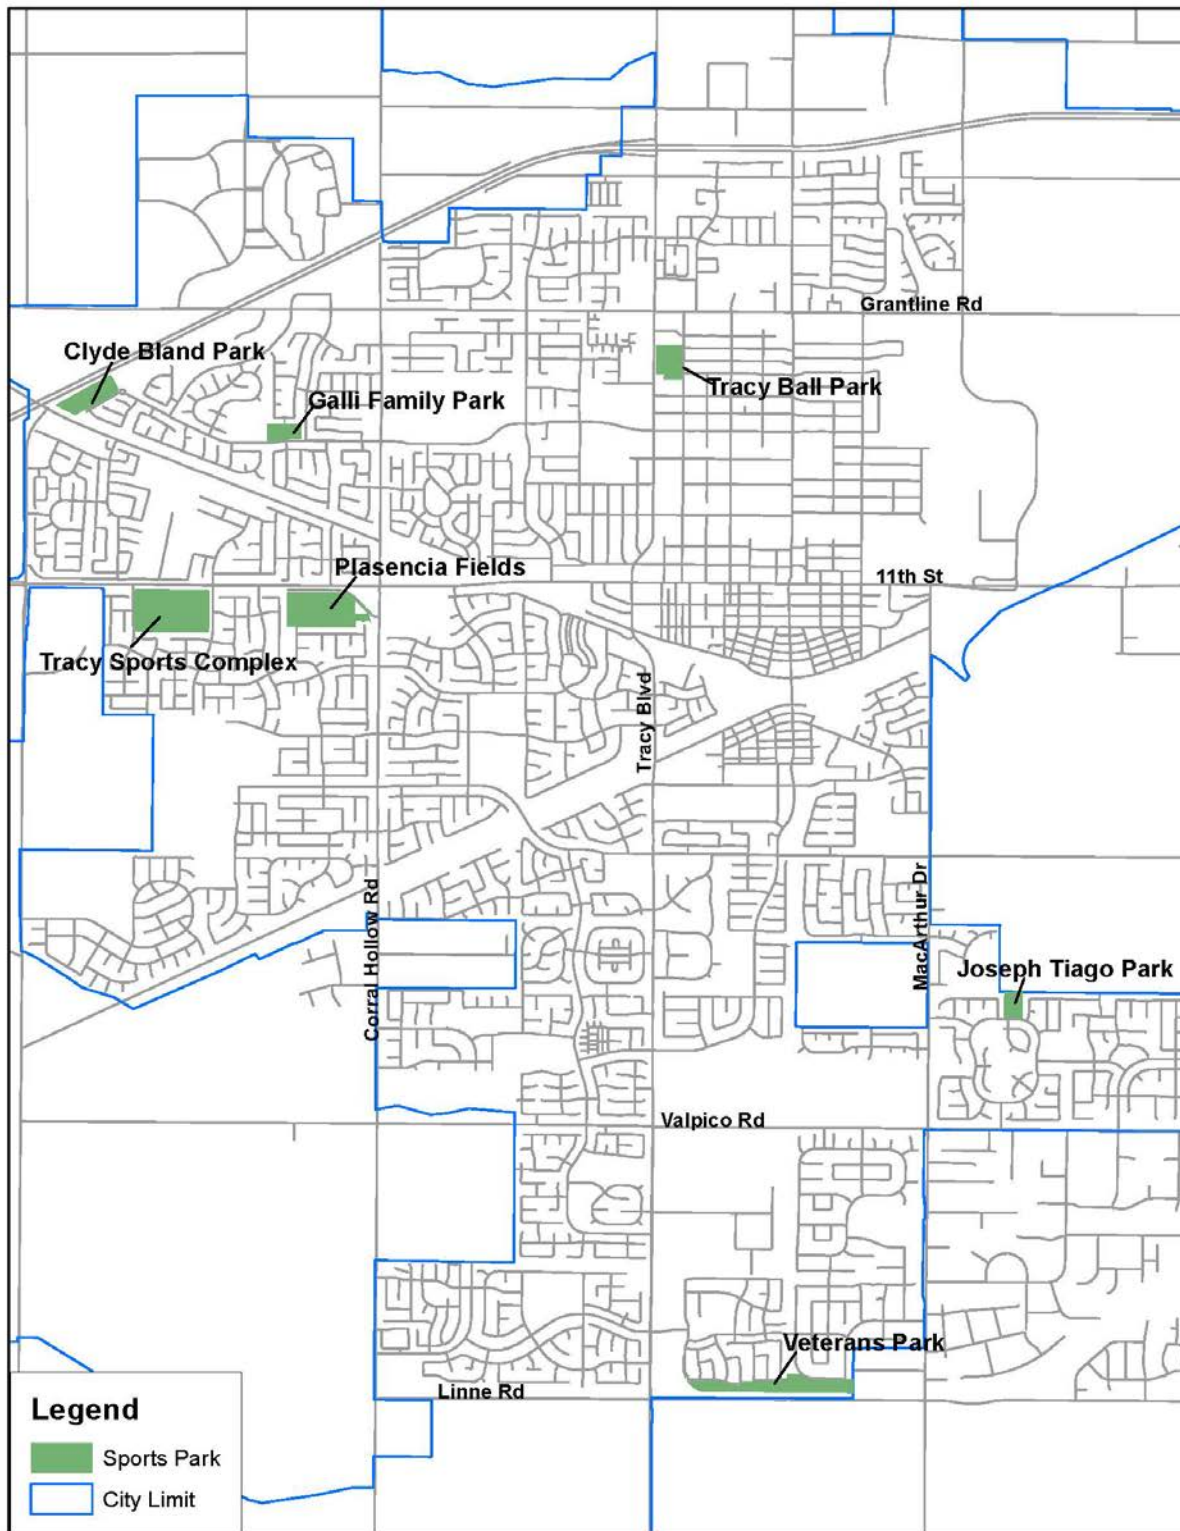 Grantline Rd
Clyde Bland Park
Tracy Ball Park
Galli Family Park
Plasencia Fields
11th St
Tracy Sports Complex
Tracy Blvd
Corral Hollow Rd
MacArthur Dr
Joseph Tiago Park
Valpico Rd
Veterans Park
Linne Rd
Legend
Sports Park
City Limit